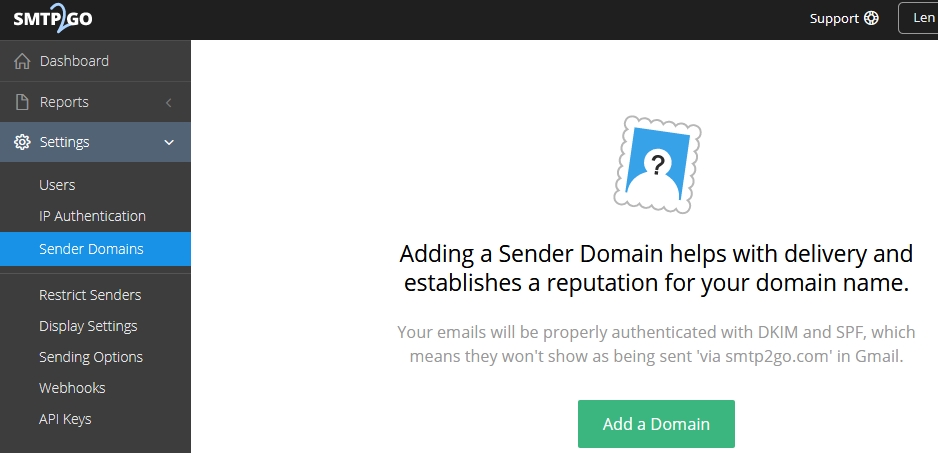 SMTP2GO
Support
Len
Dashboard
Reports
Settings
Users
IP Authentication
Sender Domains
Restrict Senders
Display Settings
Sending Options
Webhooks
API Keys
?
Adding a Sender Domain helps with delivery and
establishes a reputation for your domain name.
Your emails will be properly authenticated with DKIM and SPF, which
means they won't show as being sent 'via smtp2go.com' in Gmail.
Add a Domain